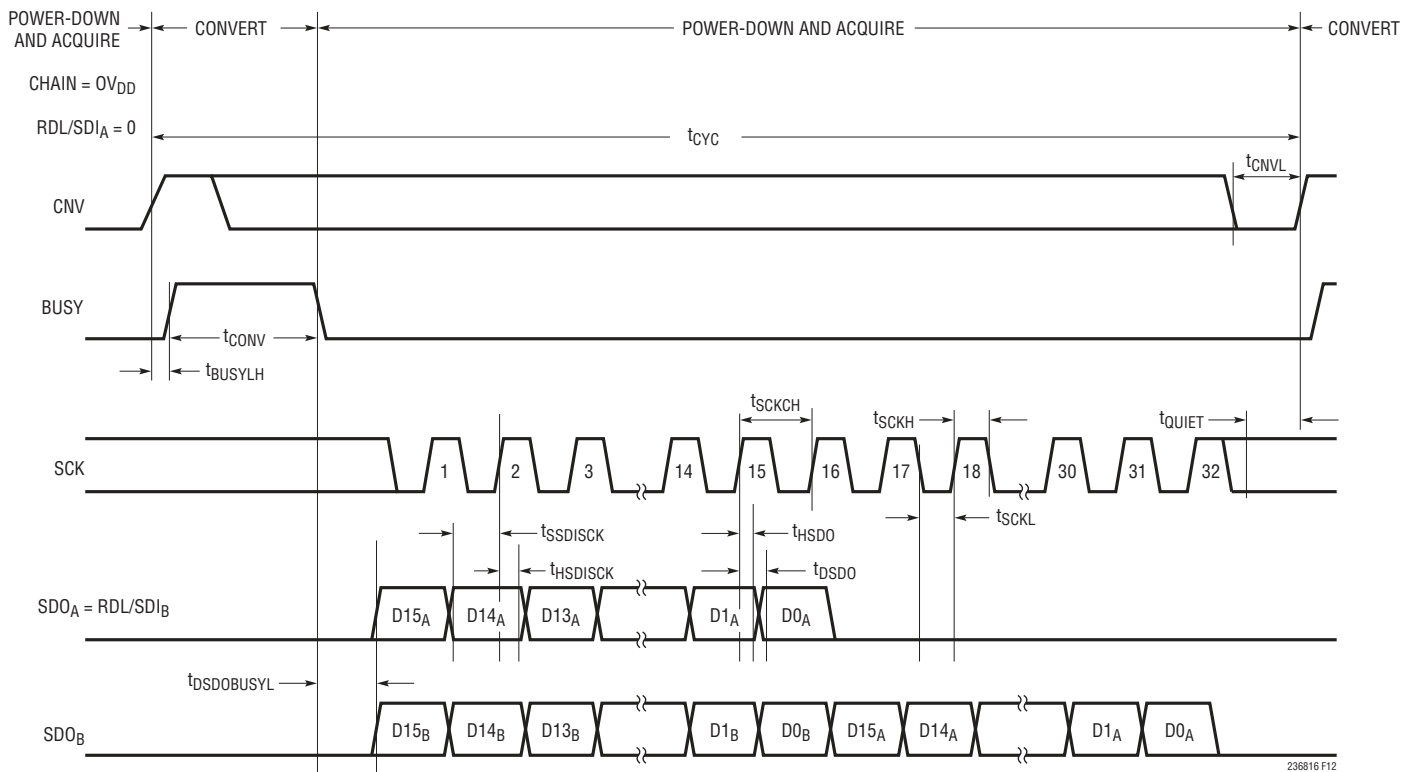 POWER-DOWN
AND ACQUIRE
CONVERT
POWER-DOWN AND ACQUIRE
CONVERT
CHAIN = OVDD
RDL/SDIA = 0
tCYC
tCNVL
CNV
BUSY
tCONV
tBUSYLH
tSCKCH
tSCKH
tQUIET
SCK
1 2 3 14 15 16 17 18 30 31 32
tSSDISCK
tHSDO
tSCKL
tHSDISCK
tDSDO
SDOA = RDL/SDIB
D15A D14A D13A D1A D0A
tDSDOBUSYL
SDOB
D15B D14B D13B D1B D0B D15A D14A D1A D0A
236816 F12